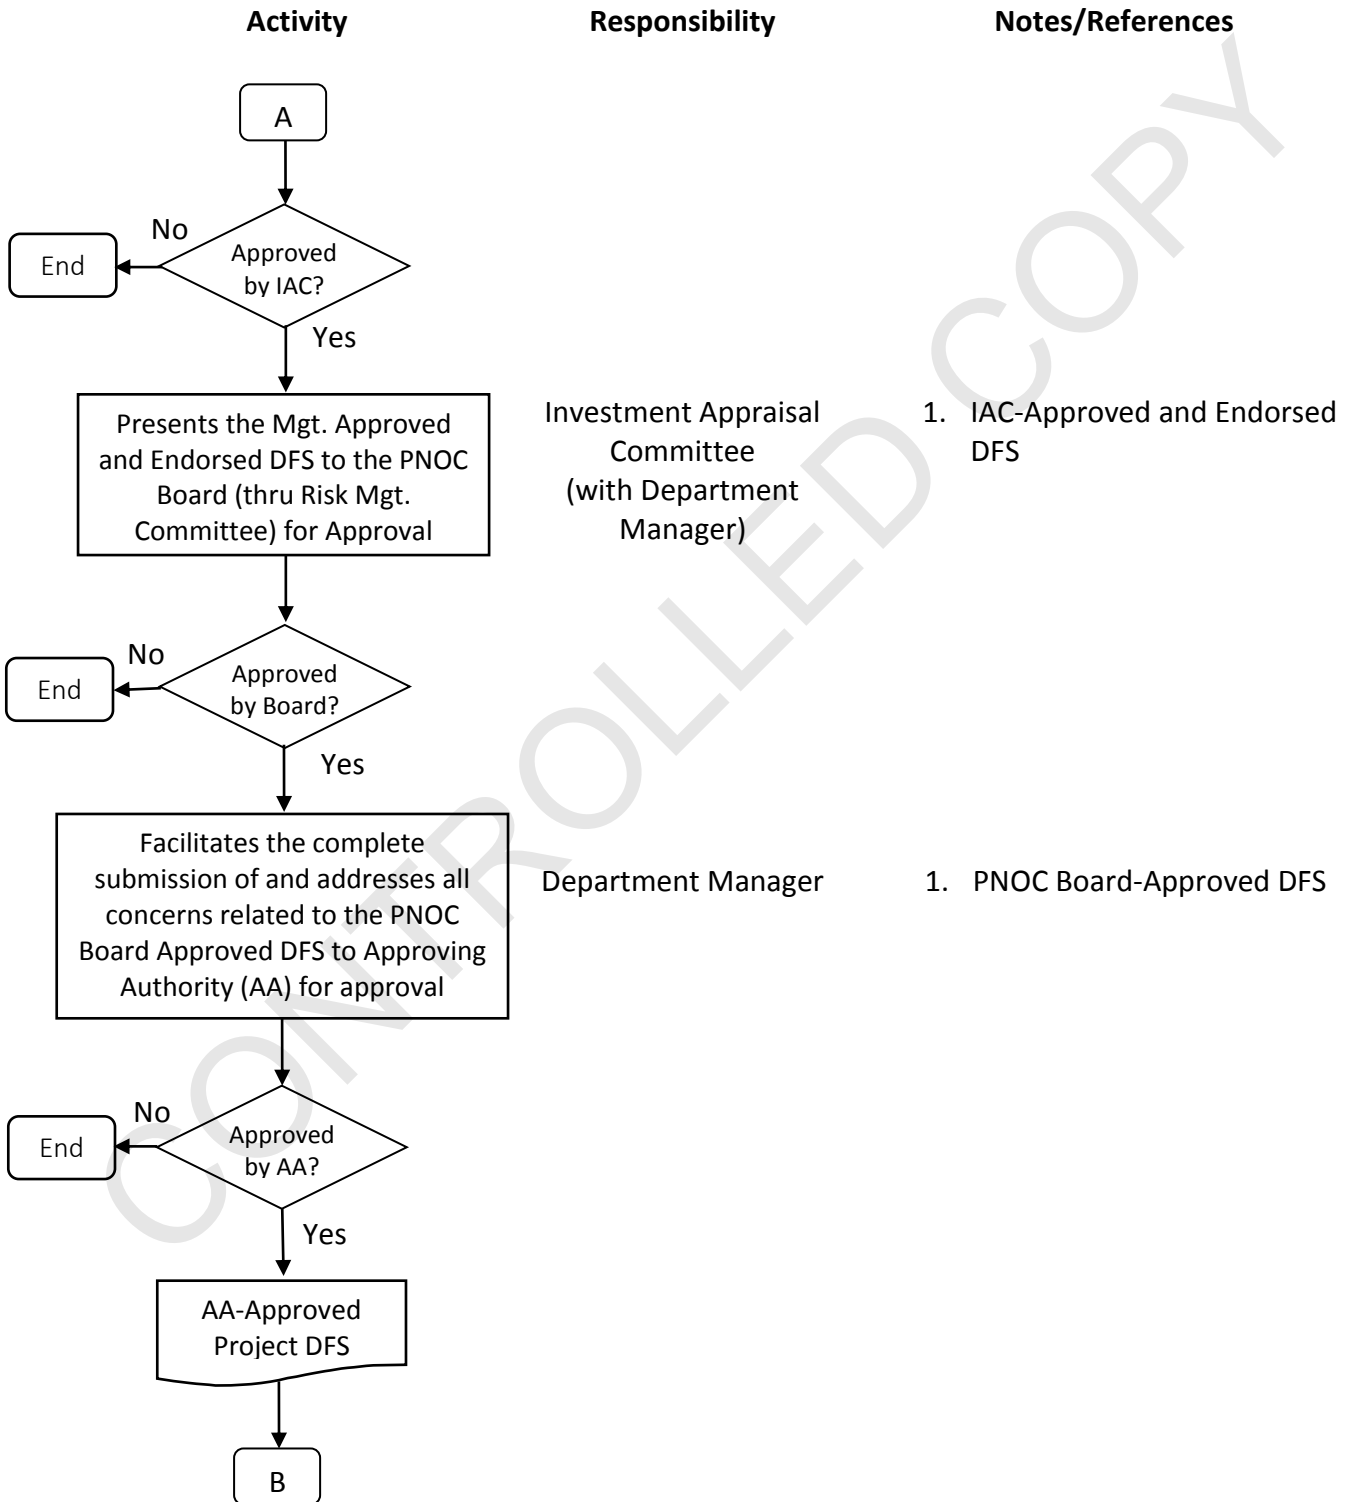 Activity Responsibility Notes/References
A
No
End
Approved
by IAC?
Yes
Presents the Mgt. Approved
and Endorsed DFS to the PNOC
Board (thru Risk Mgt.
Committee) for Approval
Investment Appraisal
Committee
(with Department
Manager)
1. IAC-Approved and Endorsed
DFS
No
End
Approved
by Board?
Yes
Facilitates the complete
submission of and addresses all
concerns related to the PNOC
Board Approved DFS to Approving
Authority (AA) for approval
Department Manager
1. PNOC Board-Approved DFS
No
End
Approved
by AA?
Yes
AA-Approved
Project DFS
B
CONTROLLED COPY